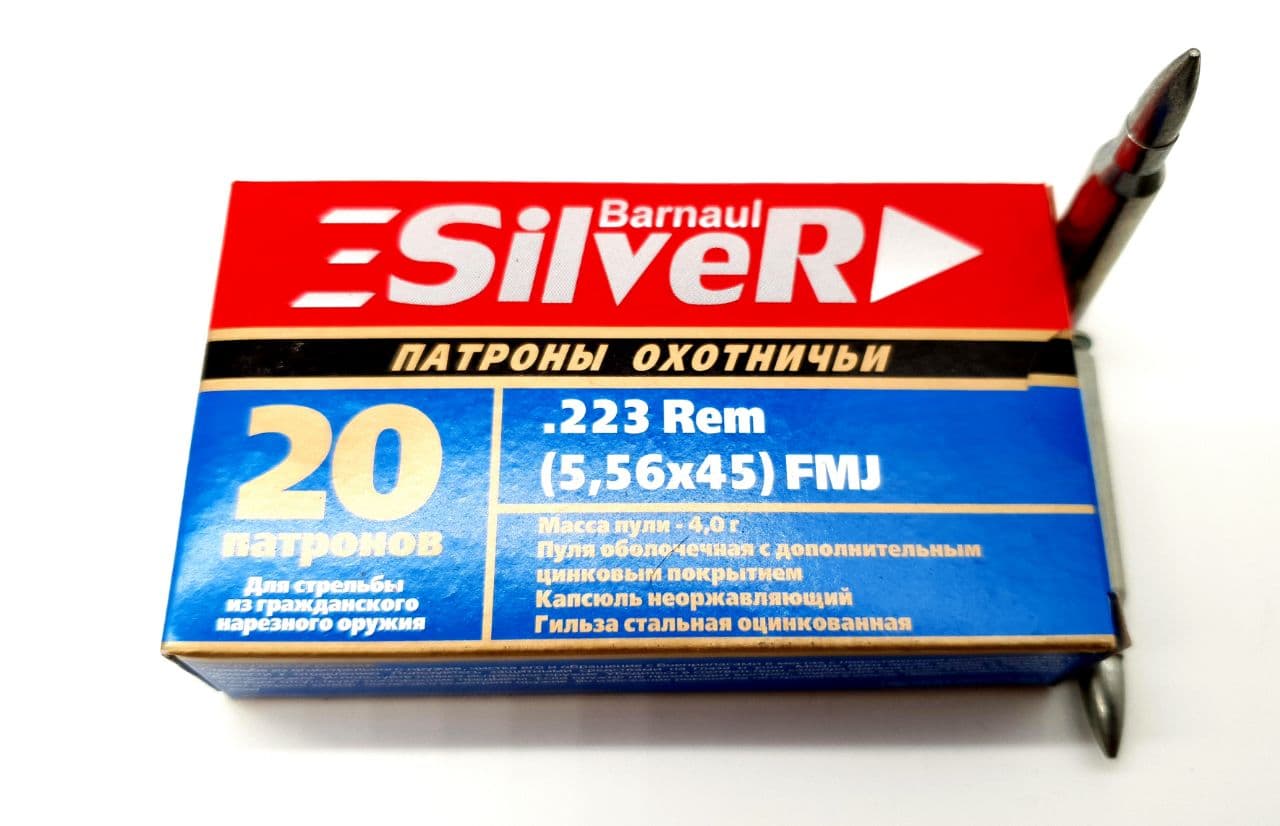 Barnaul
SilveR
ПАТРОНЫ ОХОТНИЧЬИ
20
патронов
Для стрельбы
из гражданского
нарезного оружия
.223 Rem
(5,56x45) FMJ
Масса пули - 4,0 г
Пуля оболочечная с дополнительным
цинковым покрытием
Капсюль неоржавляющий
Гильза стальная оцинкованная